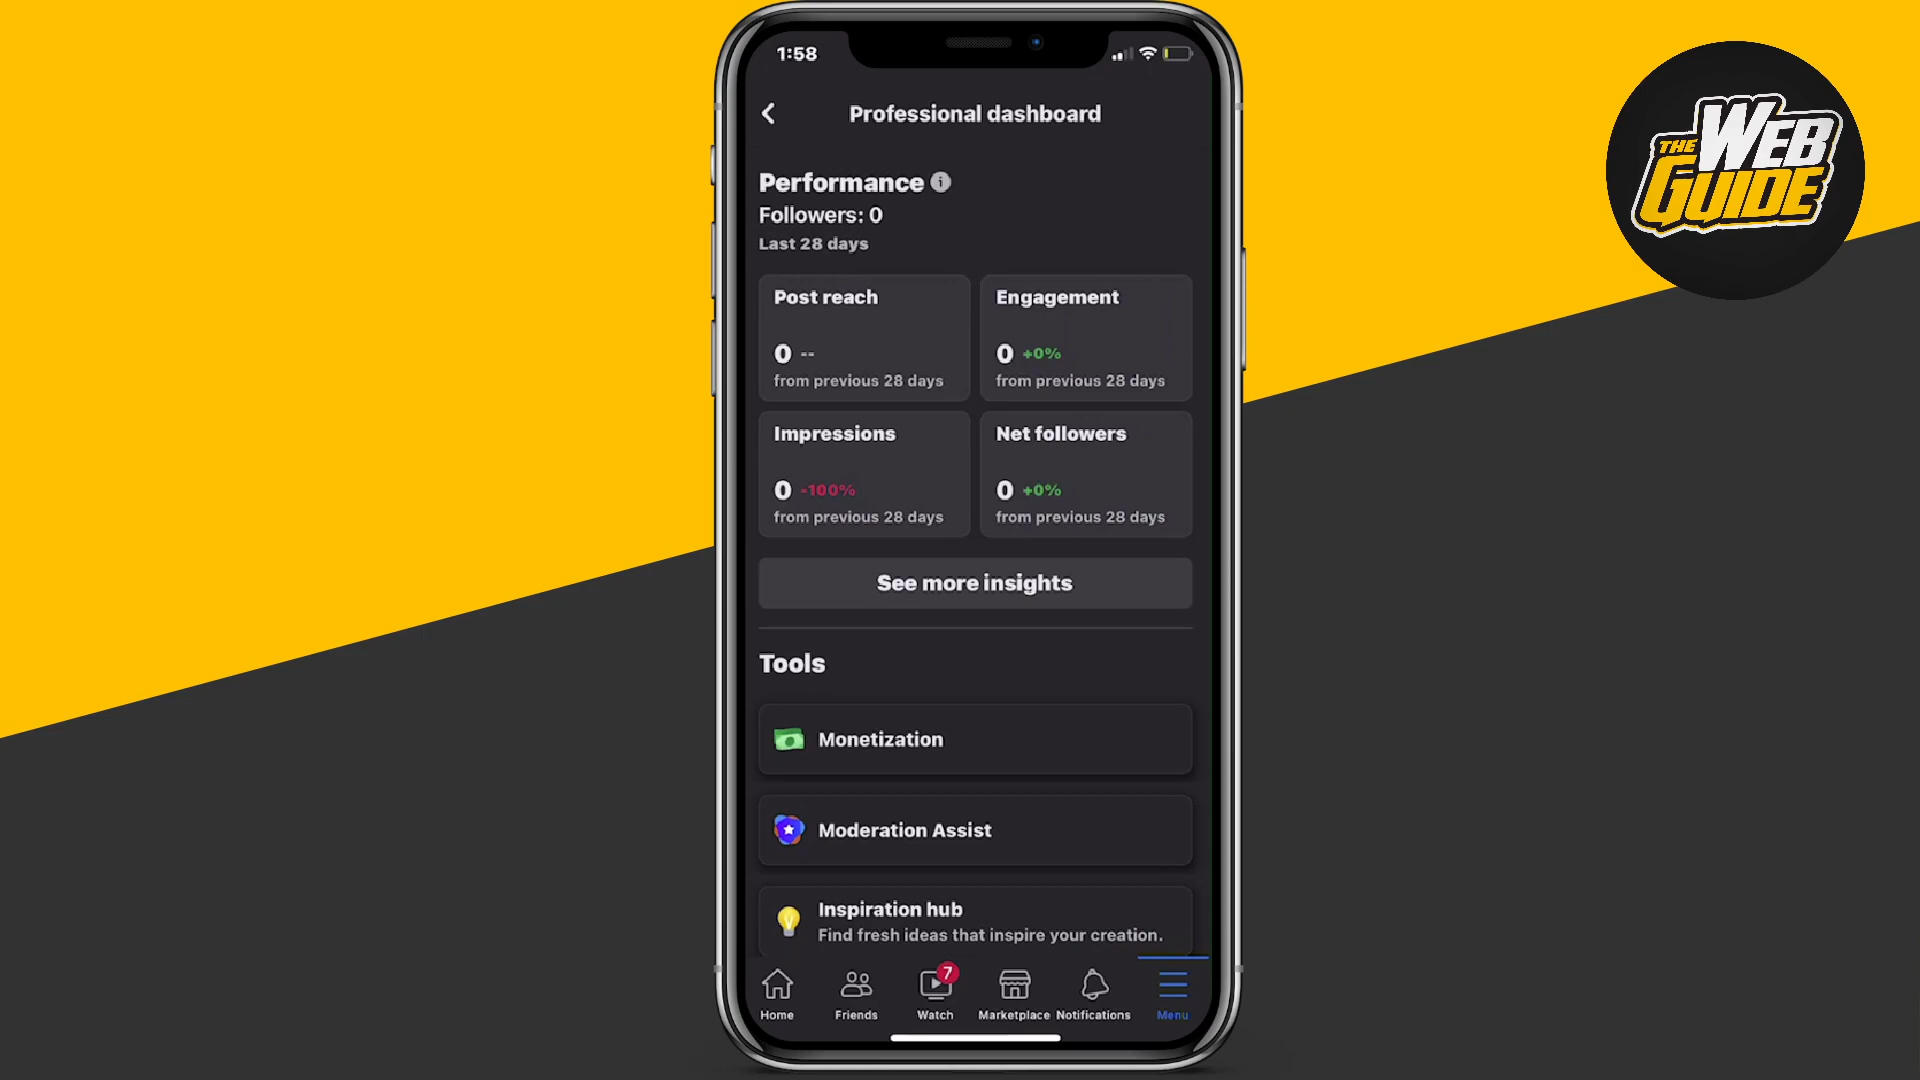 1:58
Professional dashboard
THE WEB
GUIDE
Performance
Followers: 0
Last 28 days
Post reach
0 --
from previous 28 days
Engagement
0 +0%
from previous 28 days
Impressions
0 -100%
from previous 28 days
Net followers
0 +0%
from previous 28 days
See more insights
Tools
Monetization
Moderation Assist
Inspiration hub
Find fresh ideas that inspire your creation.
7
Home Friends Watch Marketplace Notifications Menu